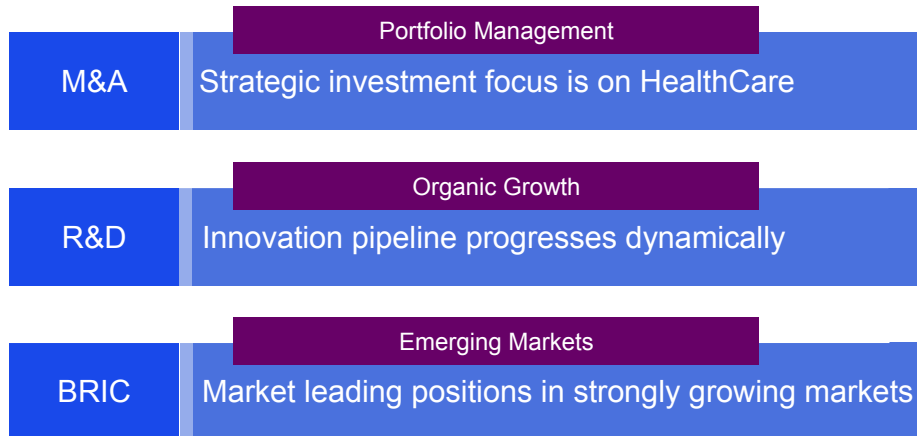 Portfolio Management
M&A
Strategic investment focus is on HealthCare
Organic Growth
R&D
Innovation pipeline progresses dynamically
Emerging Markets
BRIC
Market leading positions in strongly growing markets